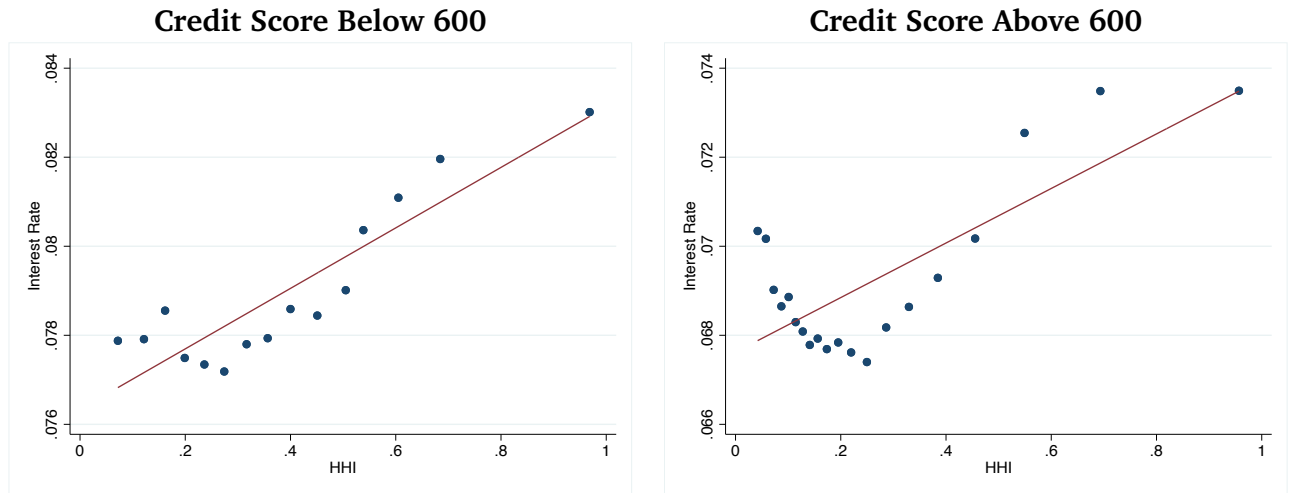 Credit Score Below 600
Interest Rate
.084
.082
.08
.078
.076
0 .2 .4 .6 .8 1
HHI
Credit Score Above 600
Interest Rate
.074
.072
.07
.068
.066
0 .2 .4 .6 .8 1
HHI